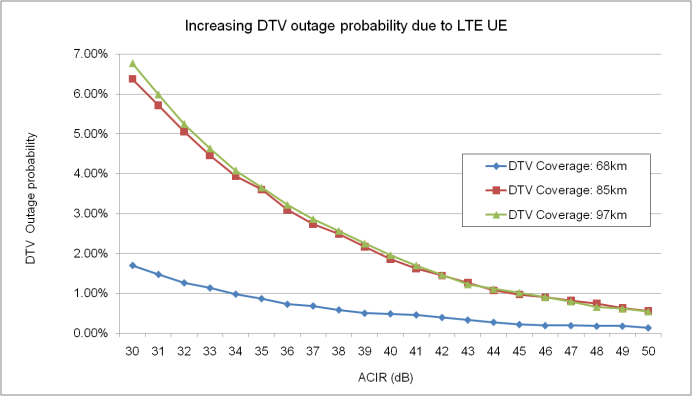 Increasing DTV outage probability due to LTE UE
7.00%
6.00%
5.00%
4.00%
3.00%
2.00%
1.00%
0.00%
DTV Outage probability
DTV Coverage: 68km
DTV Coverage: 85km
DTV Coverage: 97km
30 31 32 33 34 35 36 37 38 39 40 41 42 43 44 45 46 47 48 49 50
ACIR (dB)